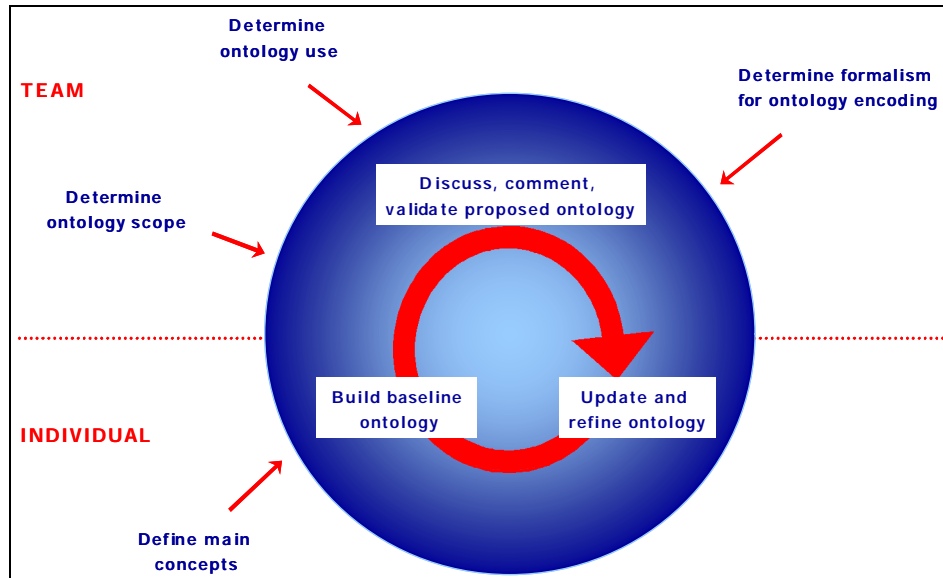 Determine
ontology use
TEAM
Determine formalism
for ontology encoding
Discuss, comment,
validate proposed ontology
Determine
ontology scope
Build baseline
ontology
Update and
refine ontology
INDIVIDUAL
Define main
concepts